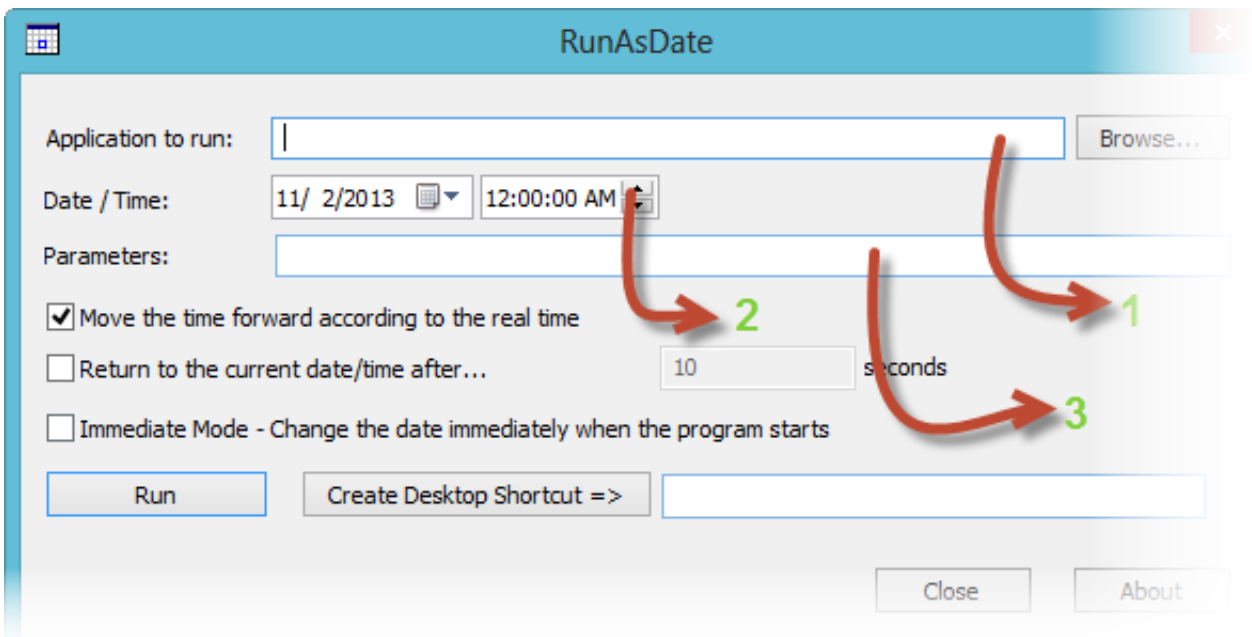 RunAsDate
Application to run: Browse...
Date / Time: 11/ 2/2013 12:00:00 AM
Parameters:
Move the time forward according to the real time 2 1
Return to the current date/time after... 10 seconds
Immediate Mode - Change the date immediately when the program starts 3
Run Create Desktop Shortcut =>
Close About